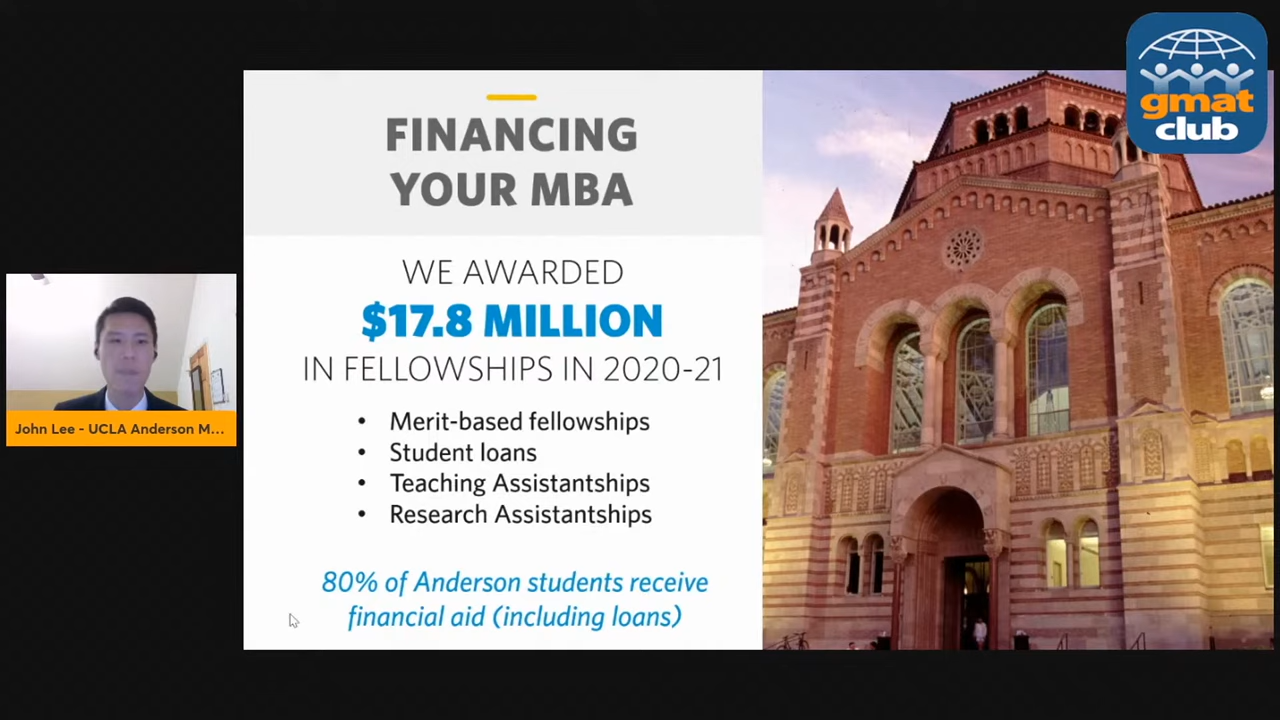 gmat
club
FINANCING
YOUR MBA
WE AWARDED
$17.8 MILLION
IN FELLOWSHIPS IN 2020-21
• Merit-based fellowships
• Student loans
• Teaching Assistantships
• Research Assistantships
80% of Anderson students receive
financial aid (including loans)
John Lee - UCLA Anderson M...